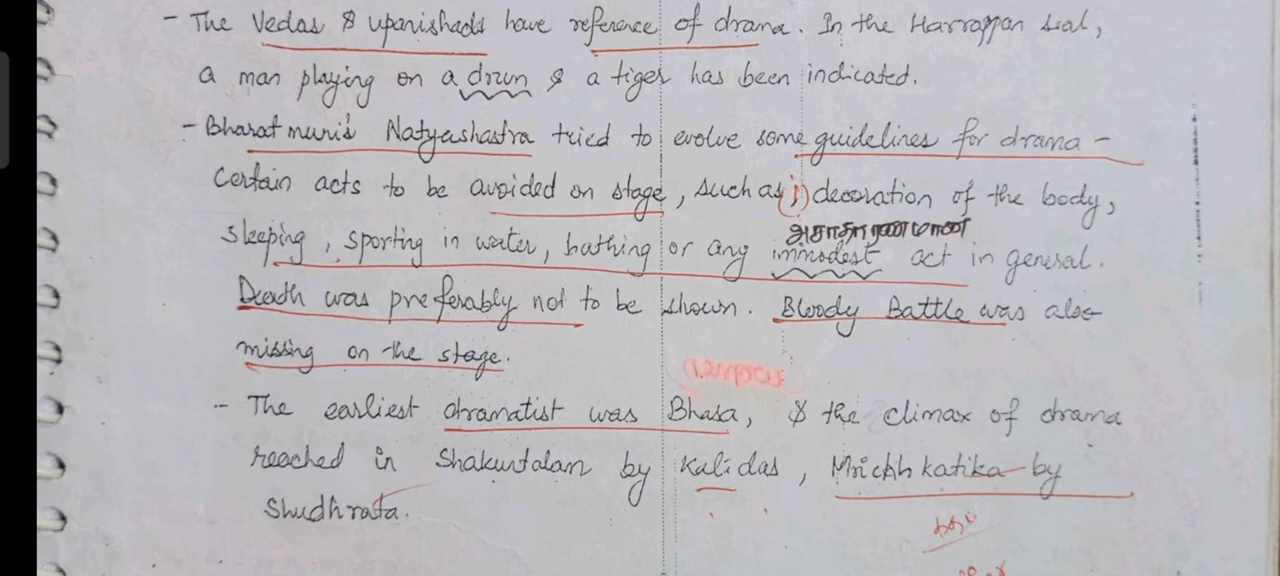 - The Vedas & upanishads have reference of drama. In the Harrappan seal,
a man playing on a drum & a tiger has been indicated.
- Bharat muni's Natyashastra tried to evolve some guidelines for drama -
Certain acts to be avoided on stage, such as i) decoration of the body,
அசாதாரணமான
sleeping, sporting in water, bathing or any immodest act in general.
Death was preferably not to be shown. Bloody Battle was also
missing on the stage.
- The earliest dramatist was Bhasa, & the climax of drama
reached in Shakuntalam by Kalidas, Mrichhkatika by
Shudhrata.